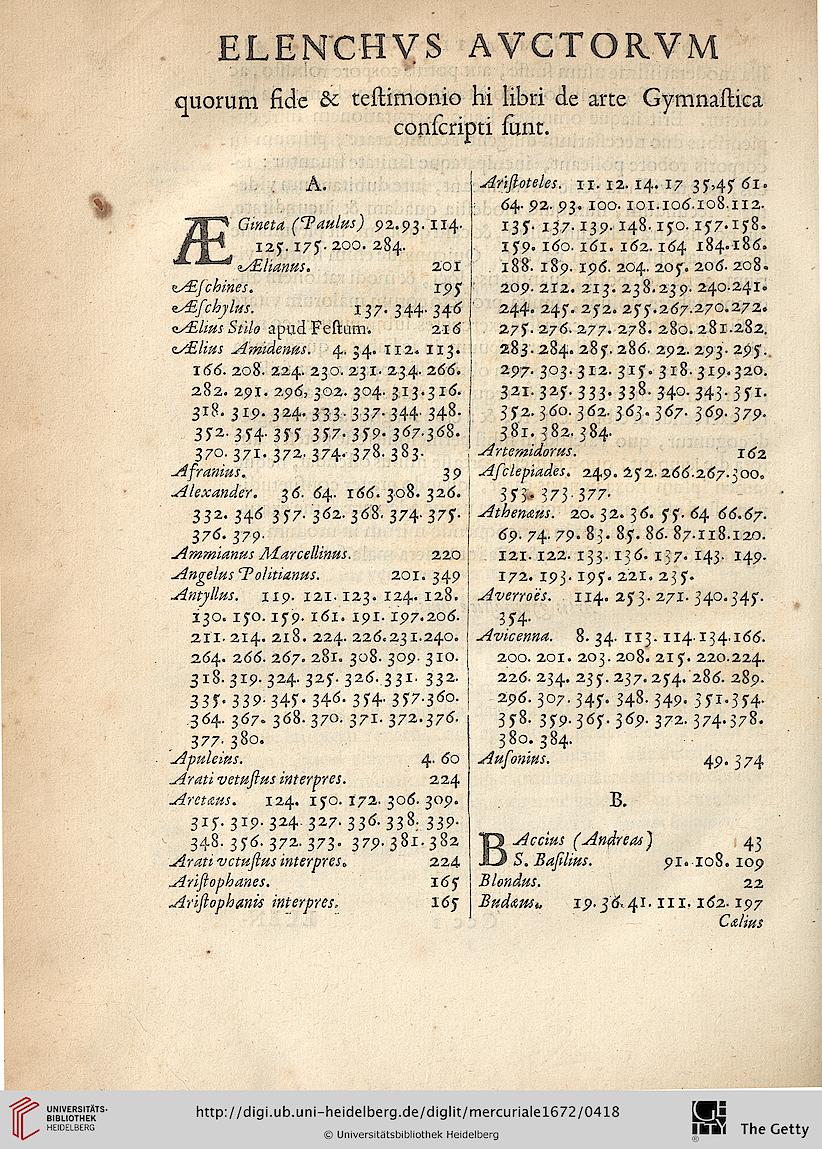 ELENCHVS AVCTORVM
quorum fide & teſtimonio hi libri de arte Gymnaſtica
conſcripti ſunt.
A.
ÆGineta (Paulus) 92.93. 114.
125. 175. 200. 284.
Ælianus. 201
Æſchines. 195
Æſchylus. 137. 344. 346
Ælius Stilo apud Feſtum. 216
Ælius Amidenus. 4. 34. 112. 113.
166. 208. 224. 230. 231. 234. 266.
282. 291. 296, 302. 304. 313.316.
318. 319. 324. 333. 337. 344. 348.
352. 354. 355 357. 359. 367.368.
370. 371. 372. 374. 378. 383.
Afranius. 39
Alexander. 36. 64. 166. 308. 326.
332. 346 357. 362. 368. 374. 375.
376. 379.
Ammianus Marcellinus. 220
Angelus Politianus. 201. 349
Antyllus. 119. 121. 123. 124. 128.
130. 150. 159. 161. 191. 197.206.
211. 214. 218. 224. 226.231.240.
264. 266. 267. 281. 308. 309. 310.
318. 319. 324. 325. 326. 331. 332.
335. 339. 345. 346. 354. 357.360.
364. 367. 368. 370. 371. 372.376.
377. 380.
Apuleius. 4. 60
Arati vetuſtus interpres. 224
Aretæus. 124. 150. 172. 306. 309.
315. 319. 324. 327. 336. 338. 339.
348. 356. 372. 373. 379. 381. 382
Arati vctuſtus interpres. 224
Ariſtophanes. 165
Ariſtophanis interpres. 165
Ariſtoteles. 11. 12. 14. 17 35,45 61.
64. 92. 93. 100. 101.106.108.112.
135. 137. 139. 148. 150. 157.158.
159. 160. 161. 162. 164 184.186.
188. 189. 196. 204. 205. 206. 208.
209. 212. 213. 238.239. 240.241.
244. 245. 252. 255.267.270.272.
275. 276. 277. 278. 280. 281.282.
283. 284. 285. 286. 292. 293. 295.
297. 303. 312. 315. 318. 319.320.
321. 325. 333. 338. 340. 343. 351.
352. 360. 362. 363. 367. 369. 379.
381. 382. 384.
Artemidorus. 162
Aſclepiades. 249. 252. 266.267.300.
353. 373. 377.
Athenæus. 20. 32. 36. 55. 64 66.67.
69. 74. 79. 83. 85. 86. 87.118.120.
121. 122. 133. 136. 137. 143. 149.
172. 193. 195. 221. 235.
Averroës. 114. 253. 271. 340.345.
354.
Avicenna. 8. 34. 113. 114.134.166.
200. 201. 203. 208. 215. 220.224.
226. 234. 235. 237. 254. 286. 289.
296. 307. 345. 348. 349. 351.354.
358. 359. 365. 369. 372. 374.378.
380. 384.
Auſonius. 49. 374
B.
BAccius (Andreas) 43
S. Baſilius. 91. 108. 109
Blondus. 22
Budæus. 19. 36. 41. 111. 162. 197
Cælius
UNIVERSITÄTS-
BIBLIOTHEK
HEIDELBERG
http://digi.ub.uni-heidelberg.de/diglit/mercuriale1672/0418
© Universitätsbibliothek Heidelberg
The Getty